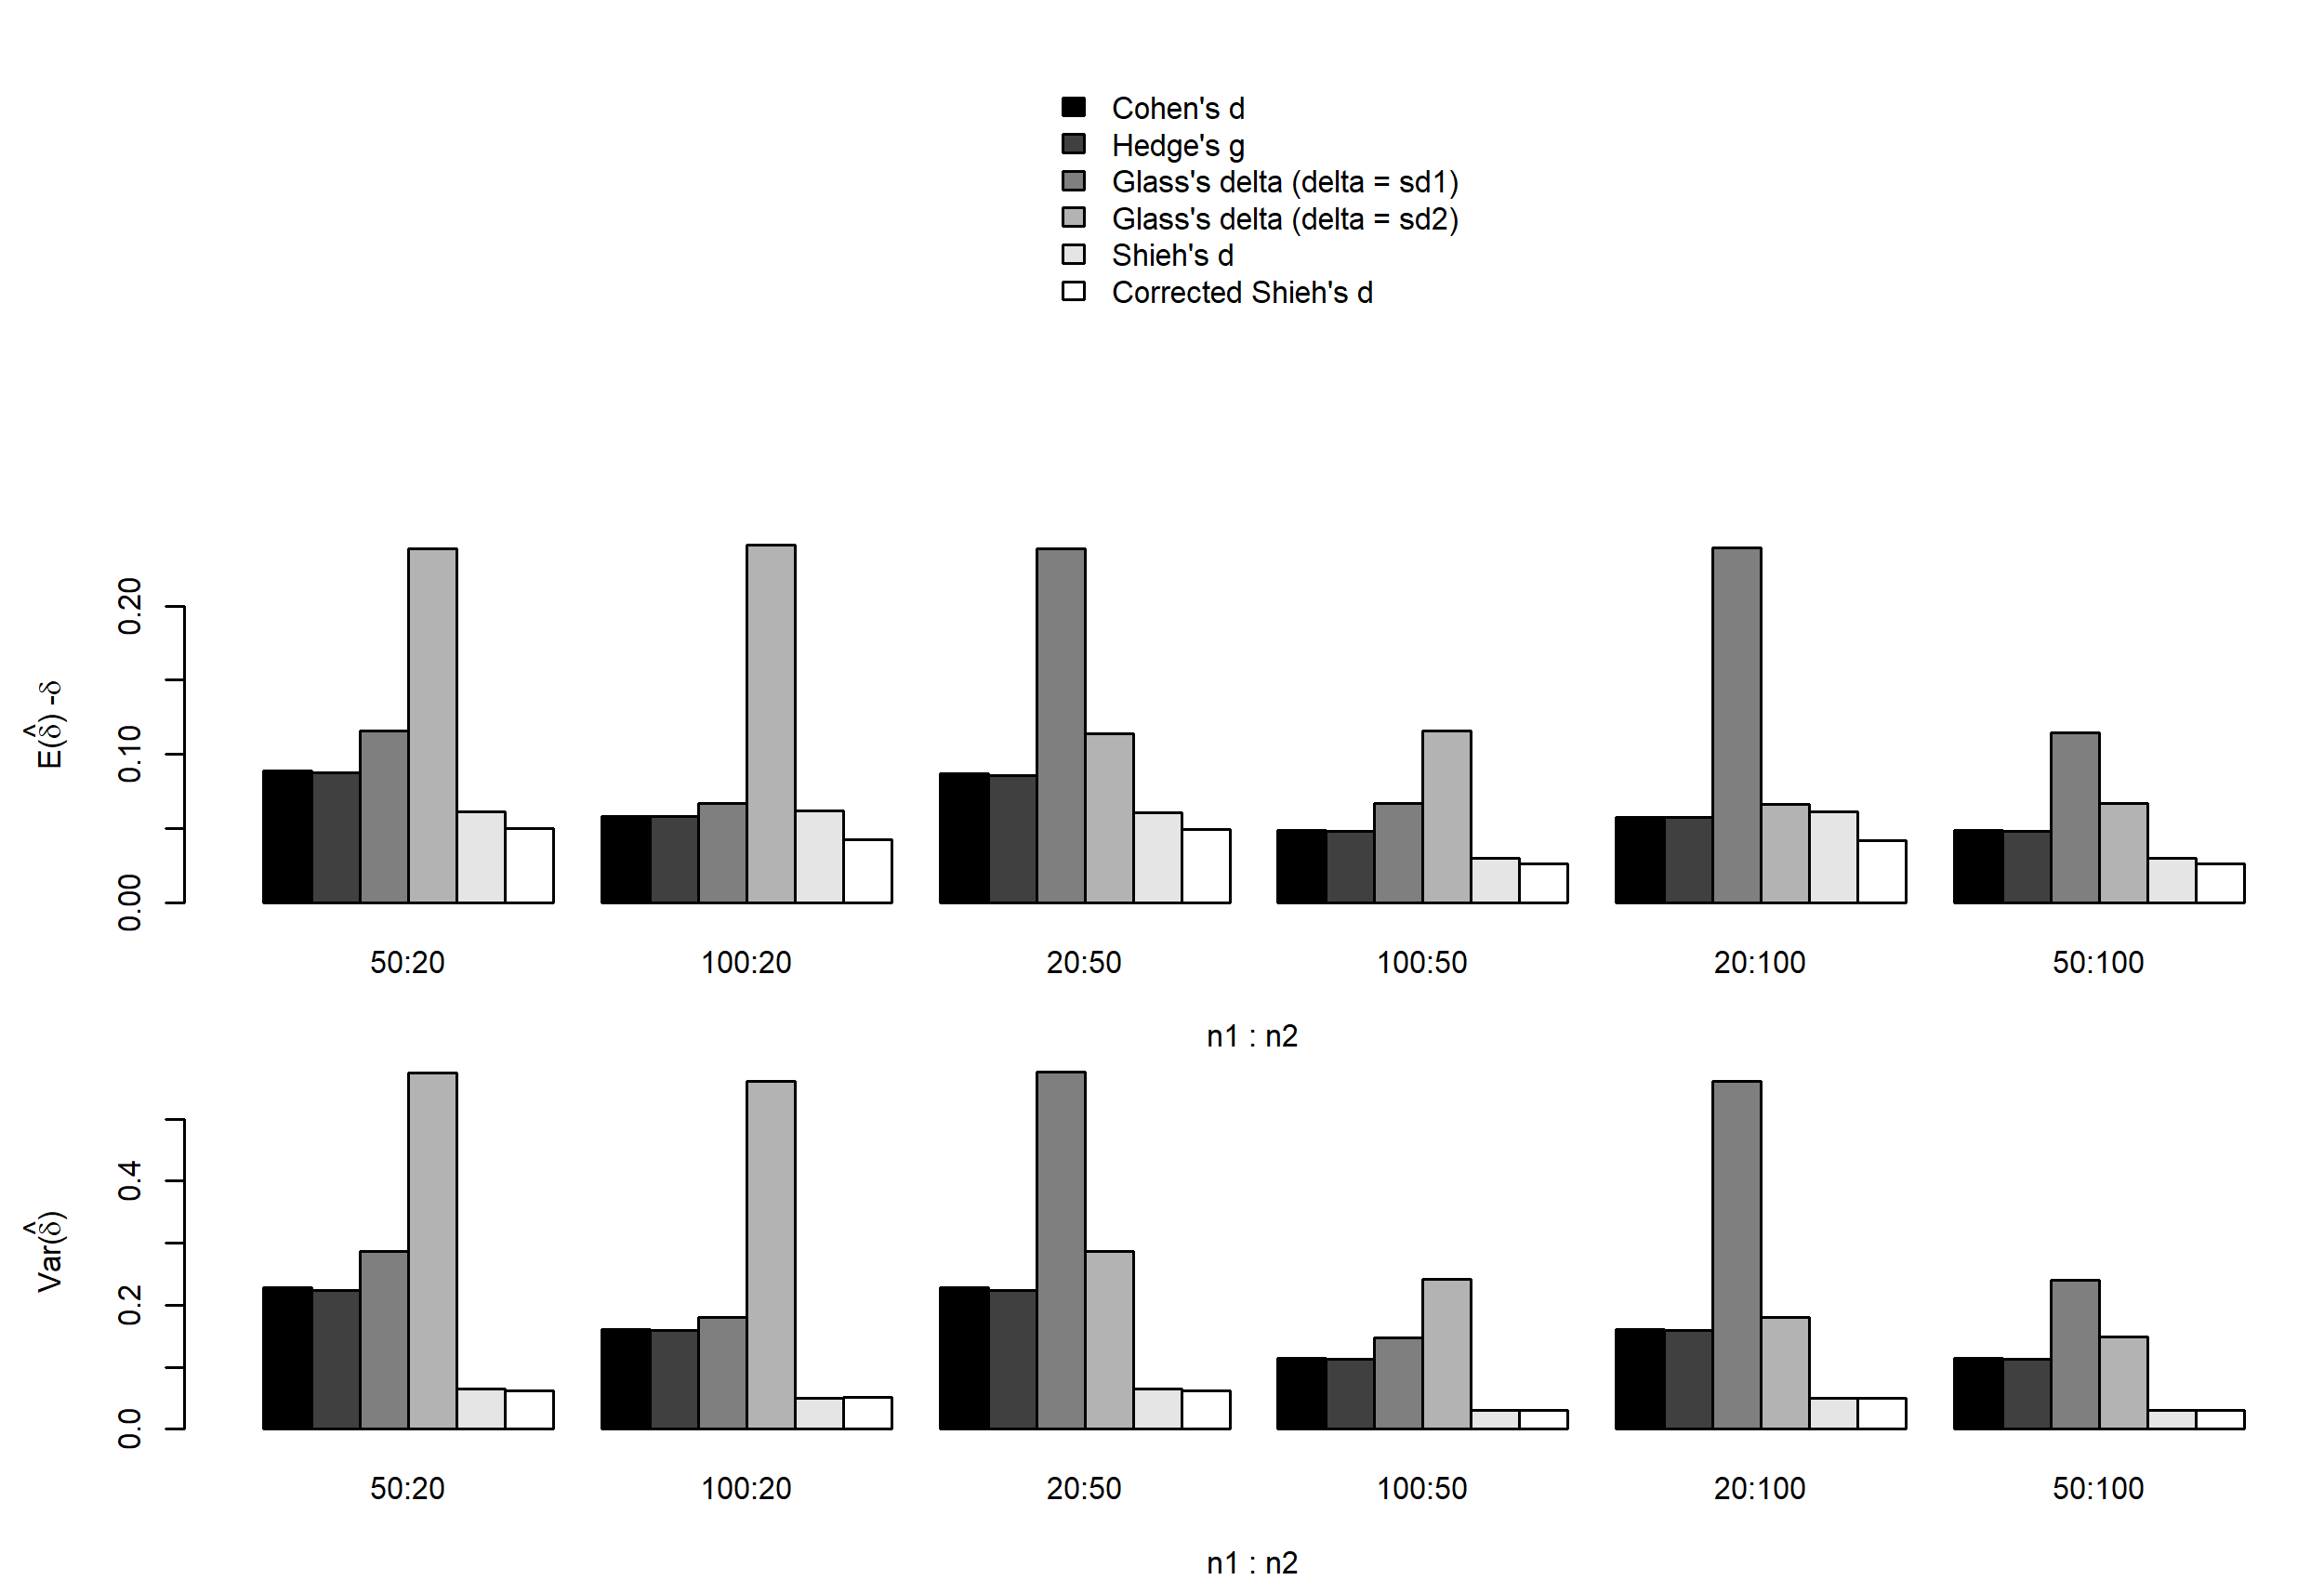 Cohen's d
Hedge's g
Glass's delta (delta = sd1)
Glass's delta (delta = sd2)
Shieh's d
Corrected Shieh's d
E(δ̂) -δ
0.20
0.10
0.00
50:20 100:20 20:50 100:50 20:100 50:100
n1 : n2
Var(δ̂)
0.4
0.2
0.0
50:20 100:20 20:50 100:50 20:100 50:100
n1 : n2